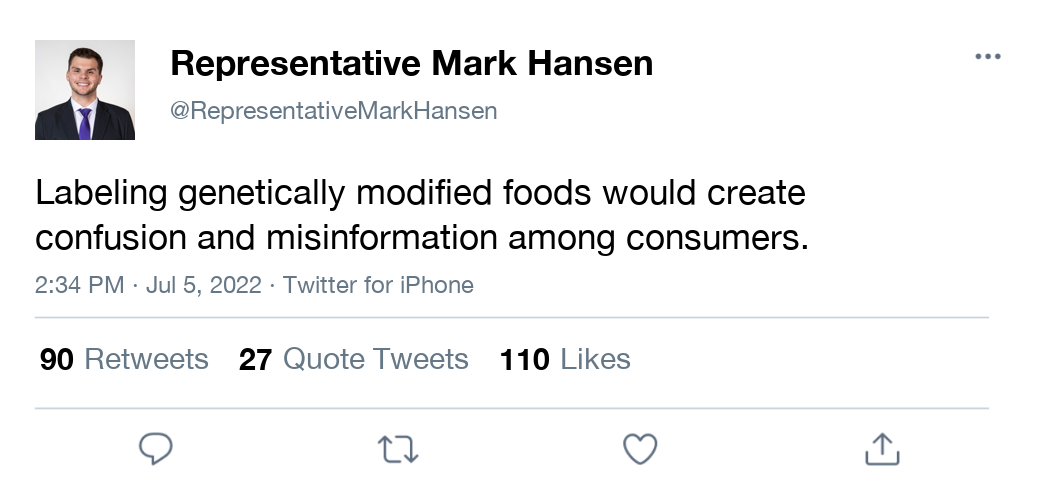 Representative Mark Hansen
@RepresentativeMarkHansen
Labeling genetically modified foods would create
confusion and misinformation among consumers.
2:34 PM · Jul 5, 2022 · Twitter for iPhone
90 Retweets 27 Quote Tweets 110 Likes